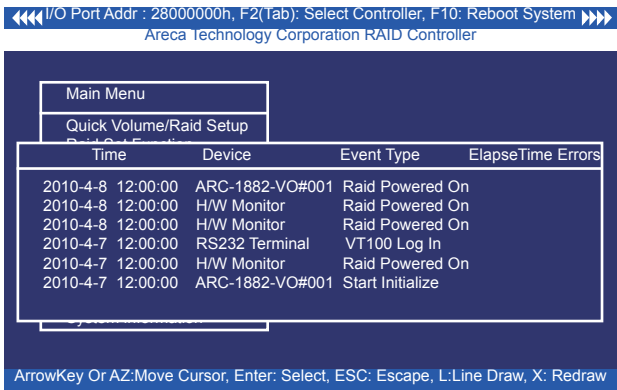 I/O Port Addr : 28000000h, F2(Tab): Select Controller, F10: Reboot System
Areca Technology Corporation RAID Controller
Main Menu
Quick Volume/Raid Setup
Raid Set Function
Time Device Event Type ElapseTime Errors
2010-4-8 12:00:00 ARC-1882-VO#001 Raid Powered On
2010-4-8 12:00:00 H/W Monitor Raid Powered On
2010-4-8 12:00:00 H/W Monitor Raid Powered On
2010-4-7 12:00:00 RS232 Terminal VT100 Log In
2010-4-7 12:00:00 H/W Monitor Raid Powered On
2010-4-7 12:00:00 ARC-1882-VO#001 Start Initialize
System Information
ArrowKey Or AZ:Move Cursor, Enter: Select, ESC: Escape, L:Line Draw, X: Redraw